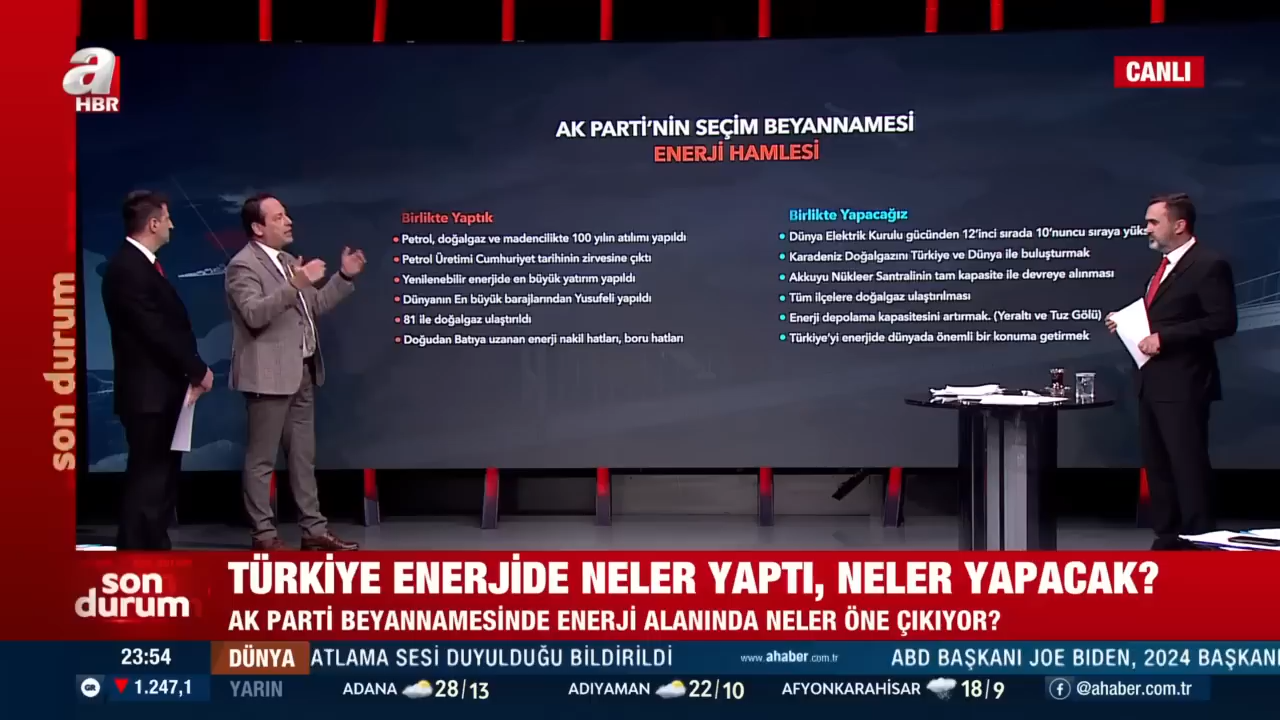 a
HBR
CANLI
AK PARTİ'NİN SEÇİM BEYANNAMESİ
ENERJİ HAMLESİ
Birlikte Yaptık
Petrol, doğalgaz ve madencilikte 100 yılın atılımı yapıldı
Petrol Üretimi Cumhuriyet tarihinin zirvesine çıktı
Yenilenebilir enerjide en büyük yatırım yapıldı
Dünyanın En büyük barajlarından Yusufeli yapıldı
81 ile doğalgaz ulaştırıldı
Doğudan Batıya uzanan enerji nakil hatları, boru hatları
Birlikte Yapacağız
Dünya Elektrik Kurulu gücünden 12'inci sırada 10'nuncu sıraya yüks
Karadeniz Doğalgazını Türkiye ve Dünya ile buluşturmak
Akkuyu Nükleer Santralinin tam kapasite ile devreye alınması
Tüm ilçelere doğalgaz ulaştırılması
Enerji depolama kapasitesini artırmak. (Yeraltı ve Tuz Gölü)
Türkiye'yi enerjide dünyada önemli bir konuma getirmek
son durum
son durum
TÜRKİYE ENERJİDE NELER YAPTI, NELER YAPACAK?
AK PARTİ BEYANNAMESİNDE ENERJİ ALANINDA NELER ÖNE ÇIKIYOR?
23:54 DÜNYA ATLAMA SESİ DUYULDUĞU BİLDİRİLDİ www.ahaber.com.tr ABD BAŞKANI JOE BIDEN, 2024 BAŞKAN
GR 1.247,1 YARIN ADANA 28/13 ADIYAMAN 22/10 AFYONKARAHİSAR 18/9 @ahaber.com.tr